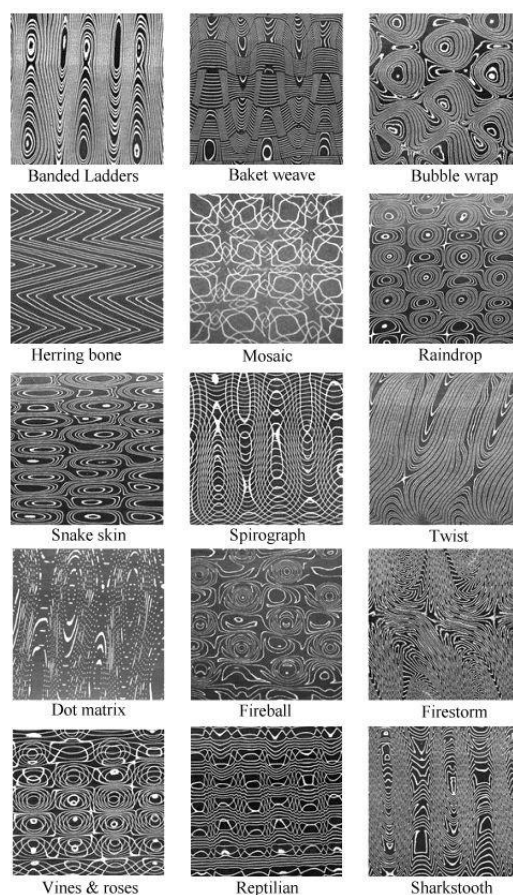 Banded Ladders
Baket weave
Bubble wrap
Herring bone
Mosaic
Raindrop
Snake skin
Spirograph
Twist
Dot matrix
Fireball
Firestorm
Vines & roses
Reptilian
Sharkstooth